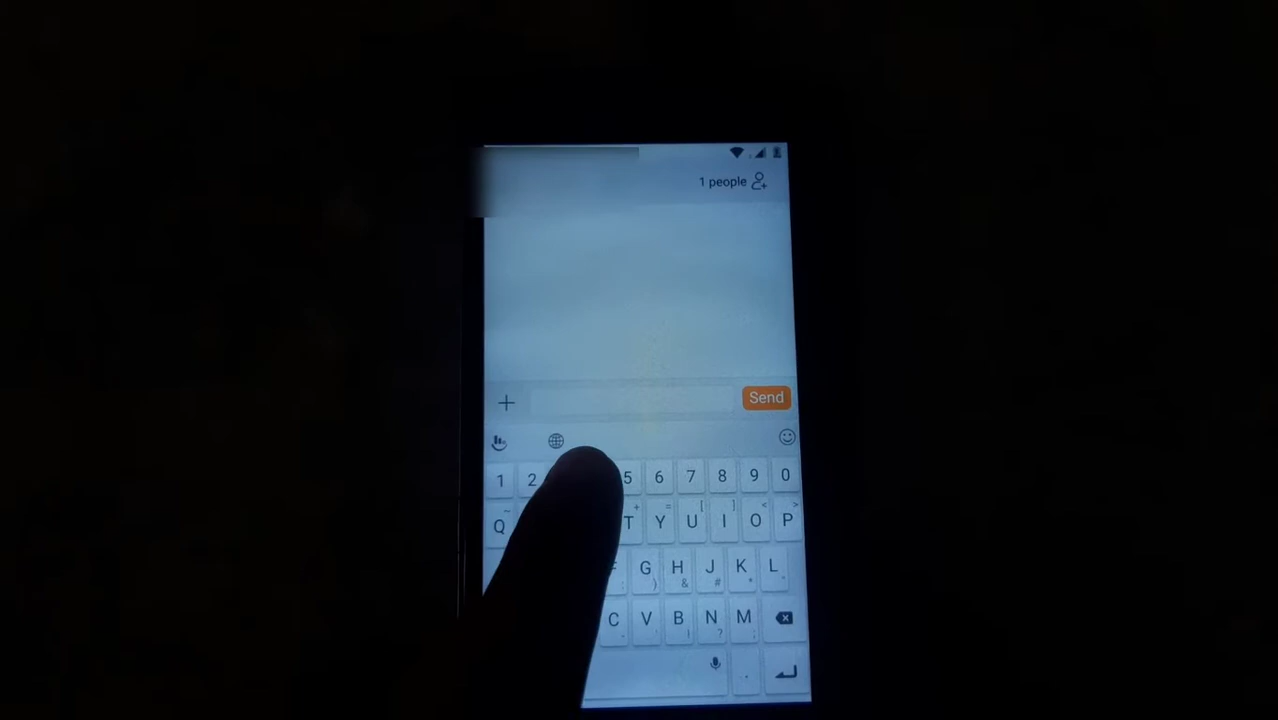 1 people
Send
1 2 5 6 7 8 9 0
~ + = [ ] < >
Q T Y U I O P
F G H J K L
: ) & # *
C V B N M
! ? ;
.